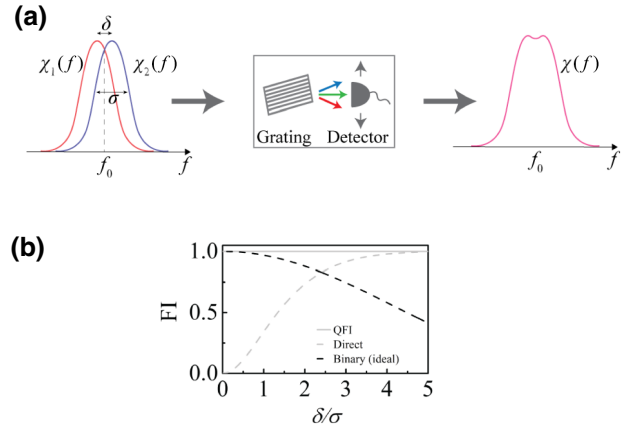 (a)
δ
χ₁(f)
χ₂(f)
σ
f₀
f
Grating
Detector
χ(f)
f₀
f
(b)
FI
1.0
0.5
0.0
QFI
Direct
Binary (ideal)
0 1 2 3 4 5
δ/σ